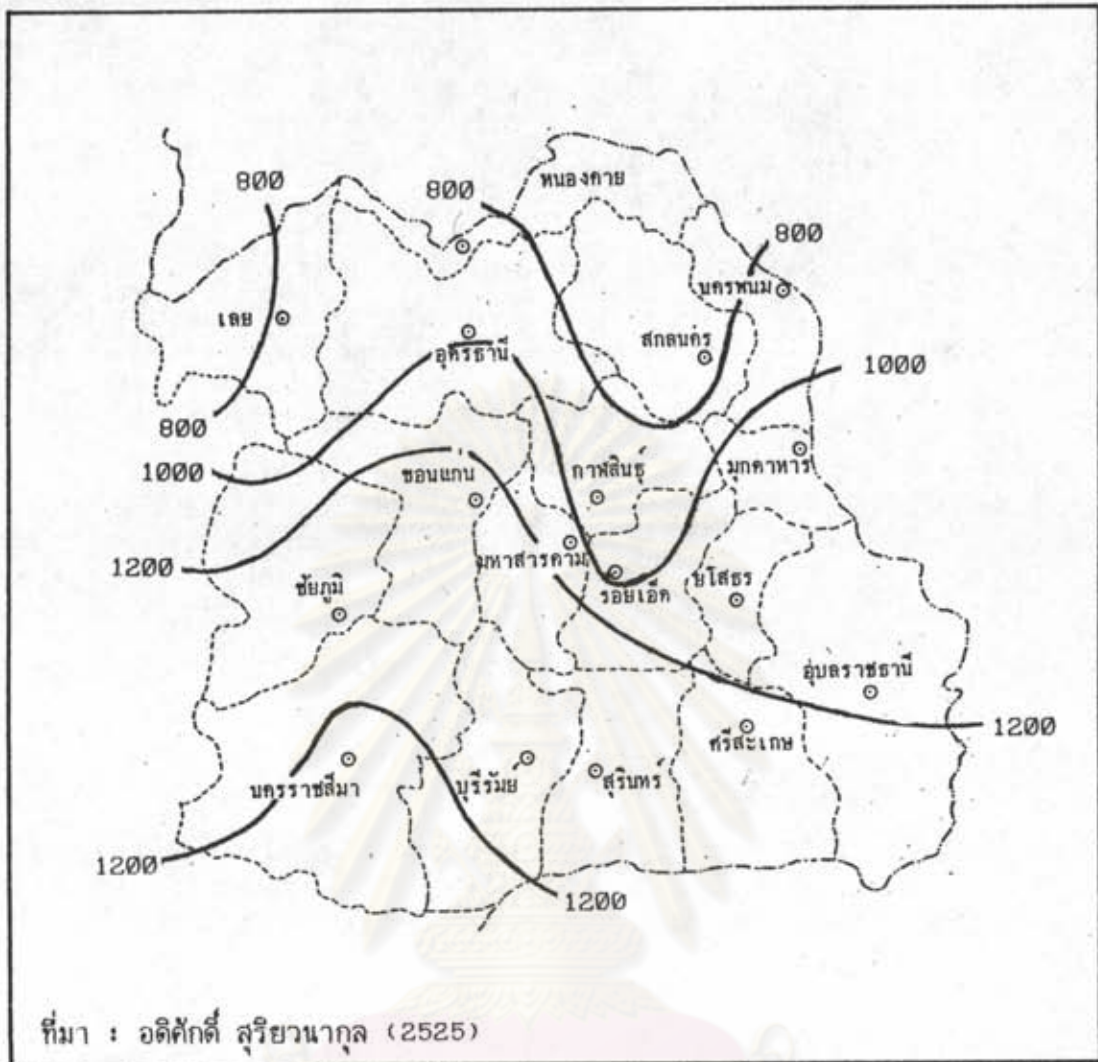 800
800
หนองคาย
800
นครพนม
เลย
อุดรธานี
สกลนคร
1000
800
1000
ขอนแก่น
กาฬสินธุ์
มุกดาหาร
1200
มหาสารคาม
ชัยภูมิ
ร้อยเอ็ด
ยโสธร
อุบลราชธานี
1200
ศรีสะเกษ
นครราชสีมา
บุรีรัมย์
สุรินทร์
1200
1200
ที่มา : อดิศักดิ์ สุริยวนากุล (2525)